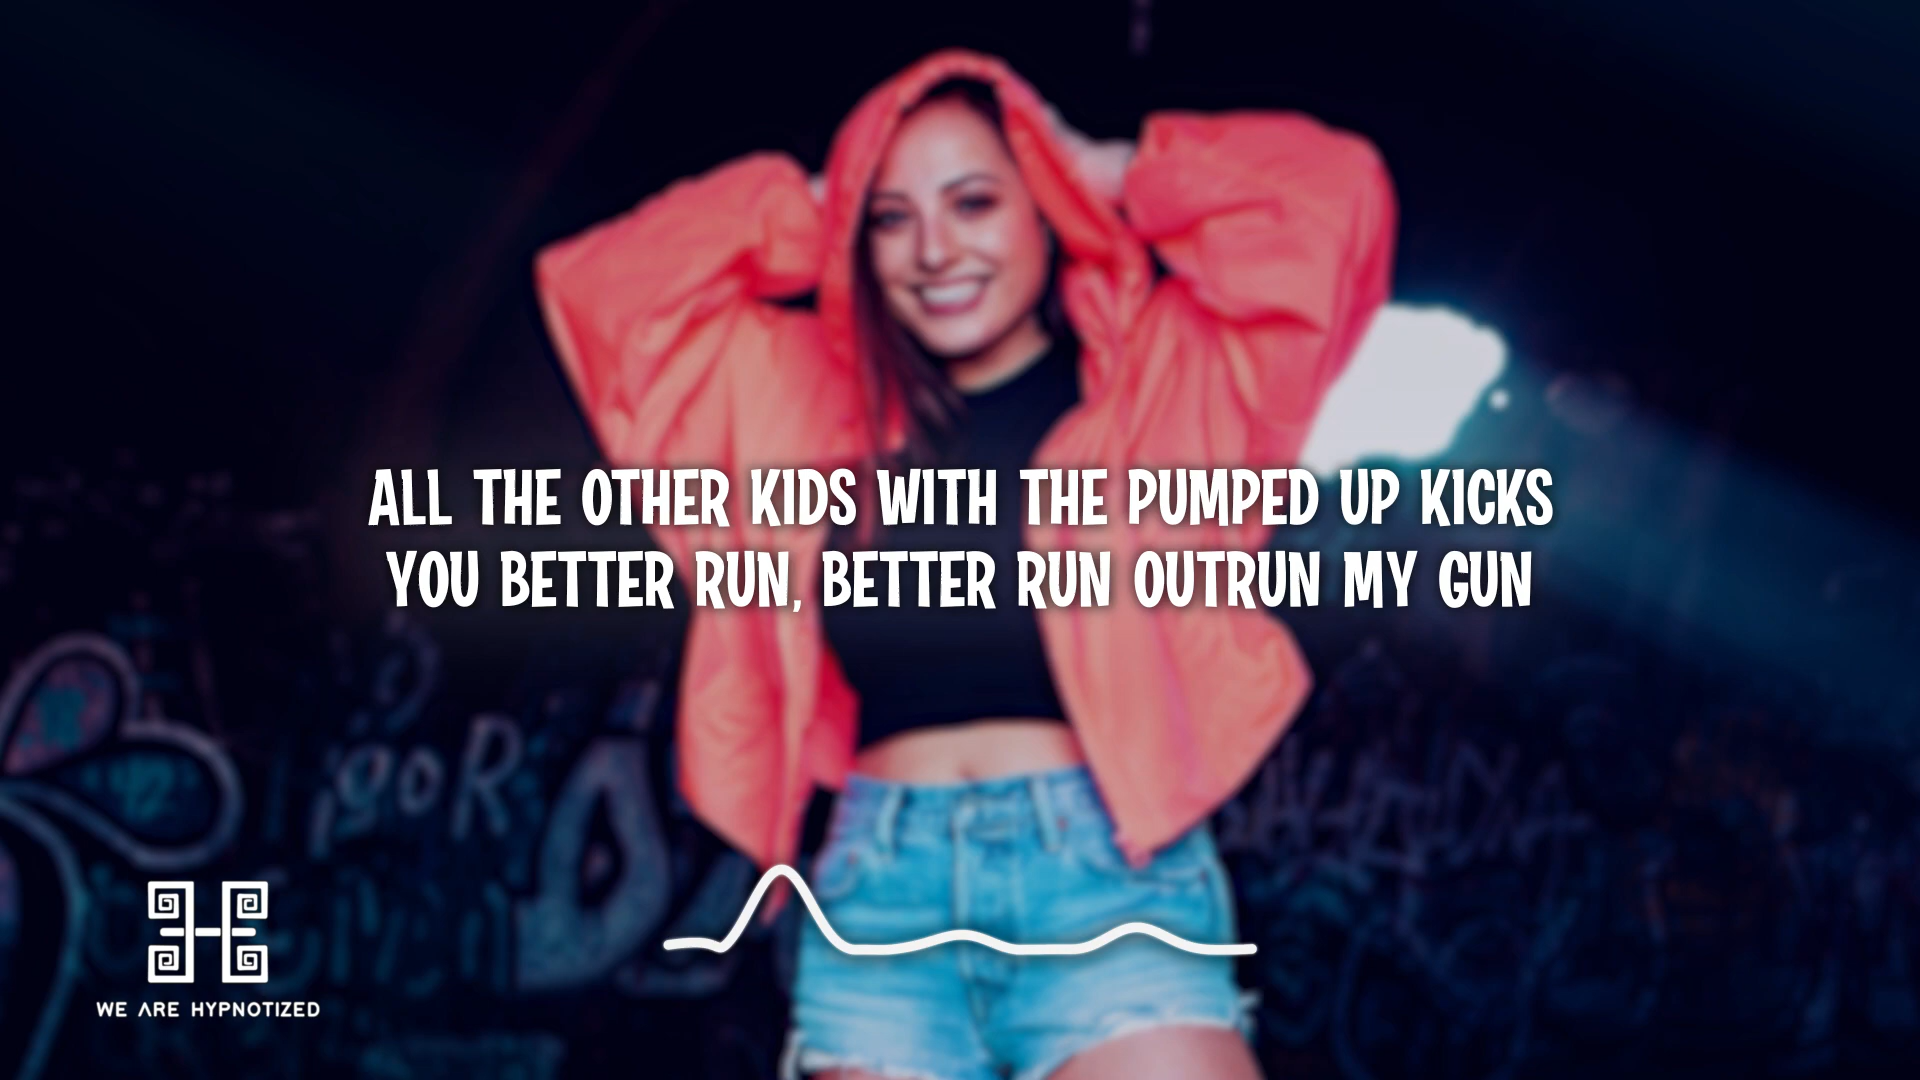 ALL THE OTHER KIDS WITH THE PUMPED UP KICKS
YOU BETTER RUN, BETTER RUN OUTRUN MY GUN
igoR
WE ARE HYPNOTIZED